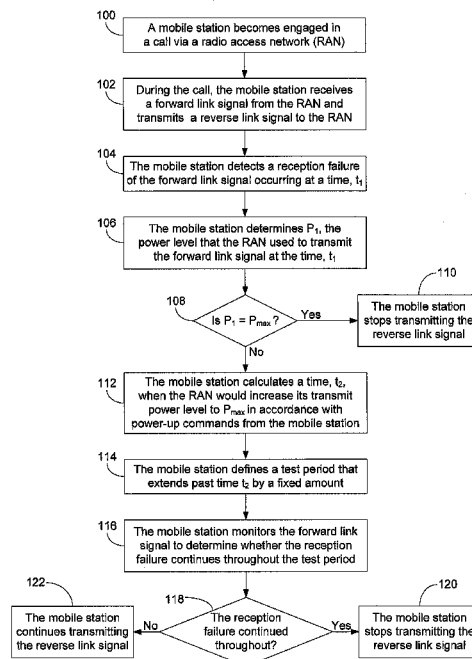 100
A mobile station becomes engaged in
a call via a radio access network (RAN)
102
During the call, the mobile station receives
a forward link signal from the RAN and
transmits a reverse link signal to the RAN
104
The mobile station detects a reception failure
of the forward link signal occurring at a time, t₁
106
The mobile station determines P₁, the
power level that the RAN used to transmit
the forward link signal at the time, t₁
108
Is P₁ = Pmax?
Yes
110
The mobile station
stops transmitting the
reverse link signal
No
112
The mobile station calculates a time, t₂,
when the RAN would increase its transmit
power level to Pmax in accordance with
power-up commands from the mobile station
114
The mobile station defines a test period that
extends past time t₂ by a fixed amount
116
The mobile station monitors the forward link
signal to determine whether the reception
failure continues throughout the test period
118
The reception
failure continued
throughout?
No
122
The mobile station
continues transmitting
the reverse link signal
Yes
120
The mobile station
stops transmitting the
reverse link signal